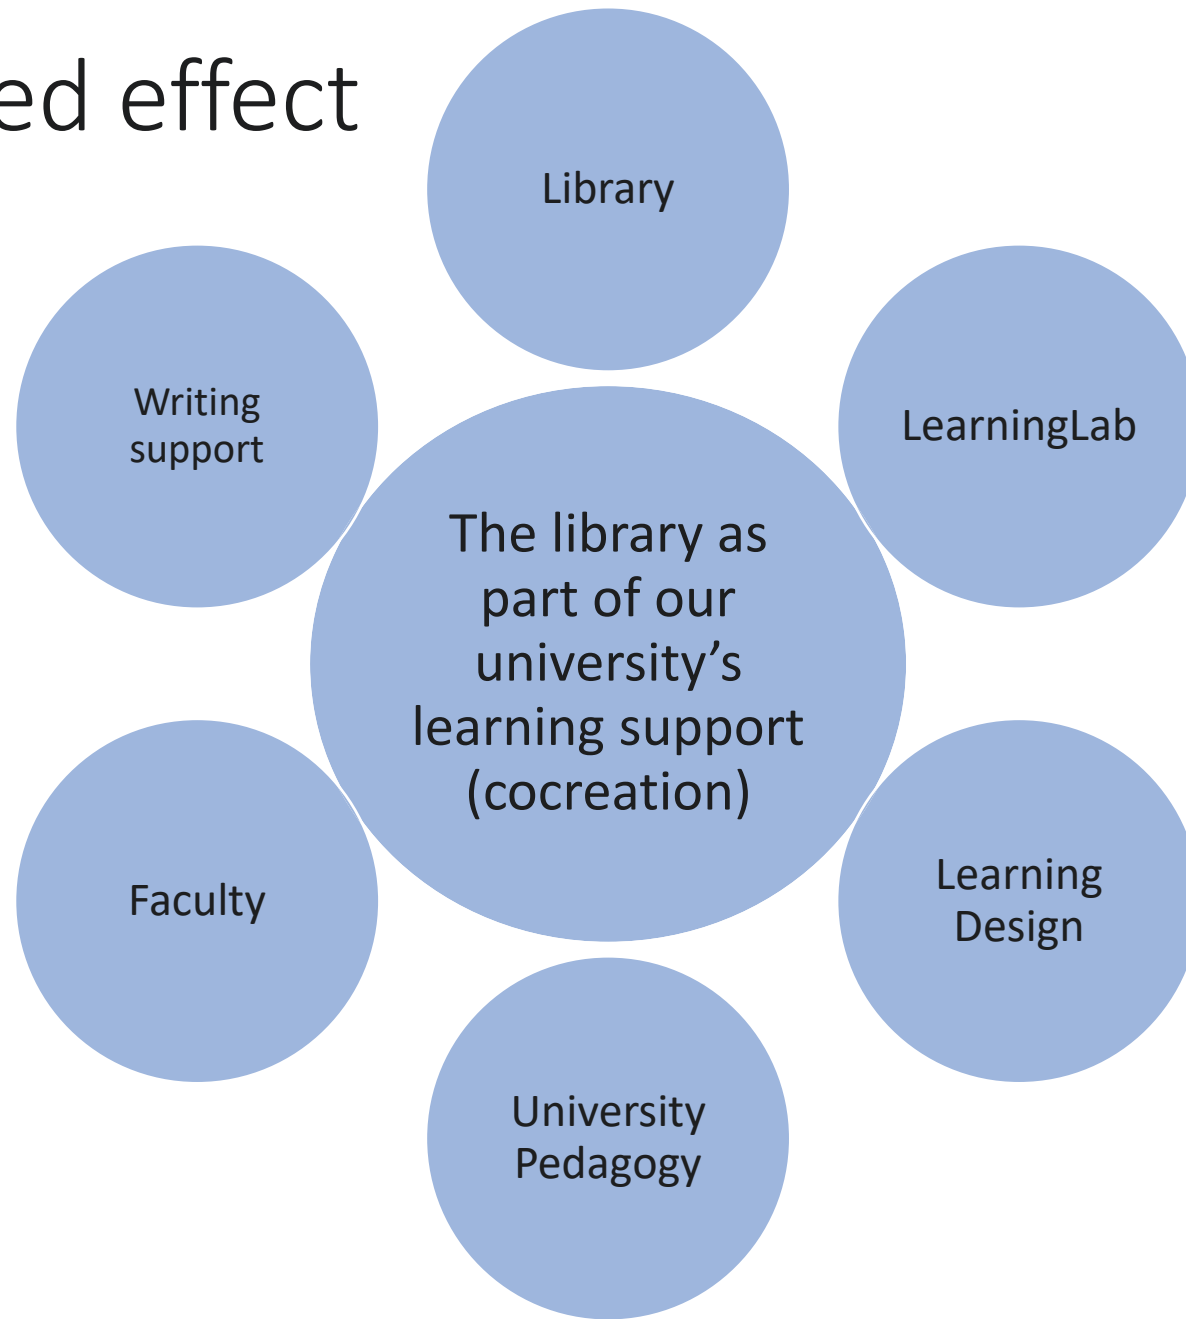 ed effect
Library
LearningLab
Learning
Design
University
Pedagogy
Faculty
Writing
support
The library as
part of our
university’s
learning support
(cocreation)